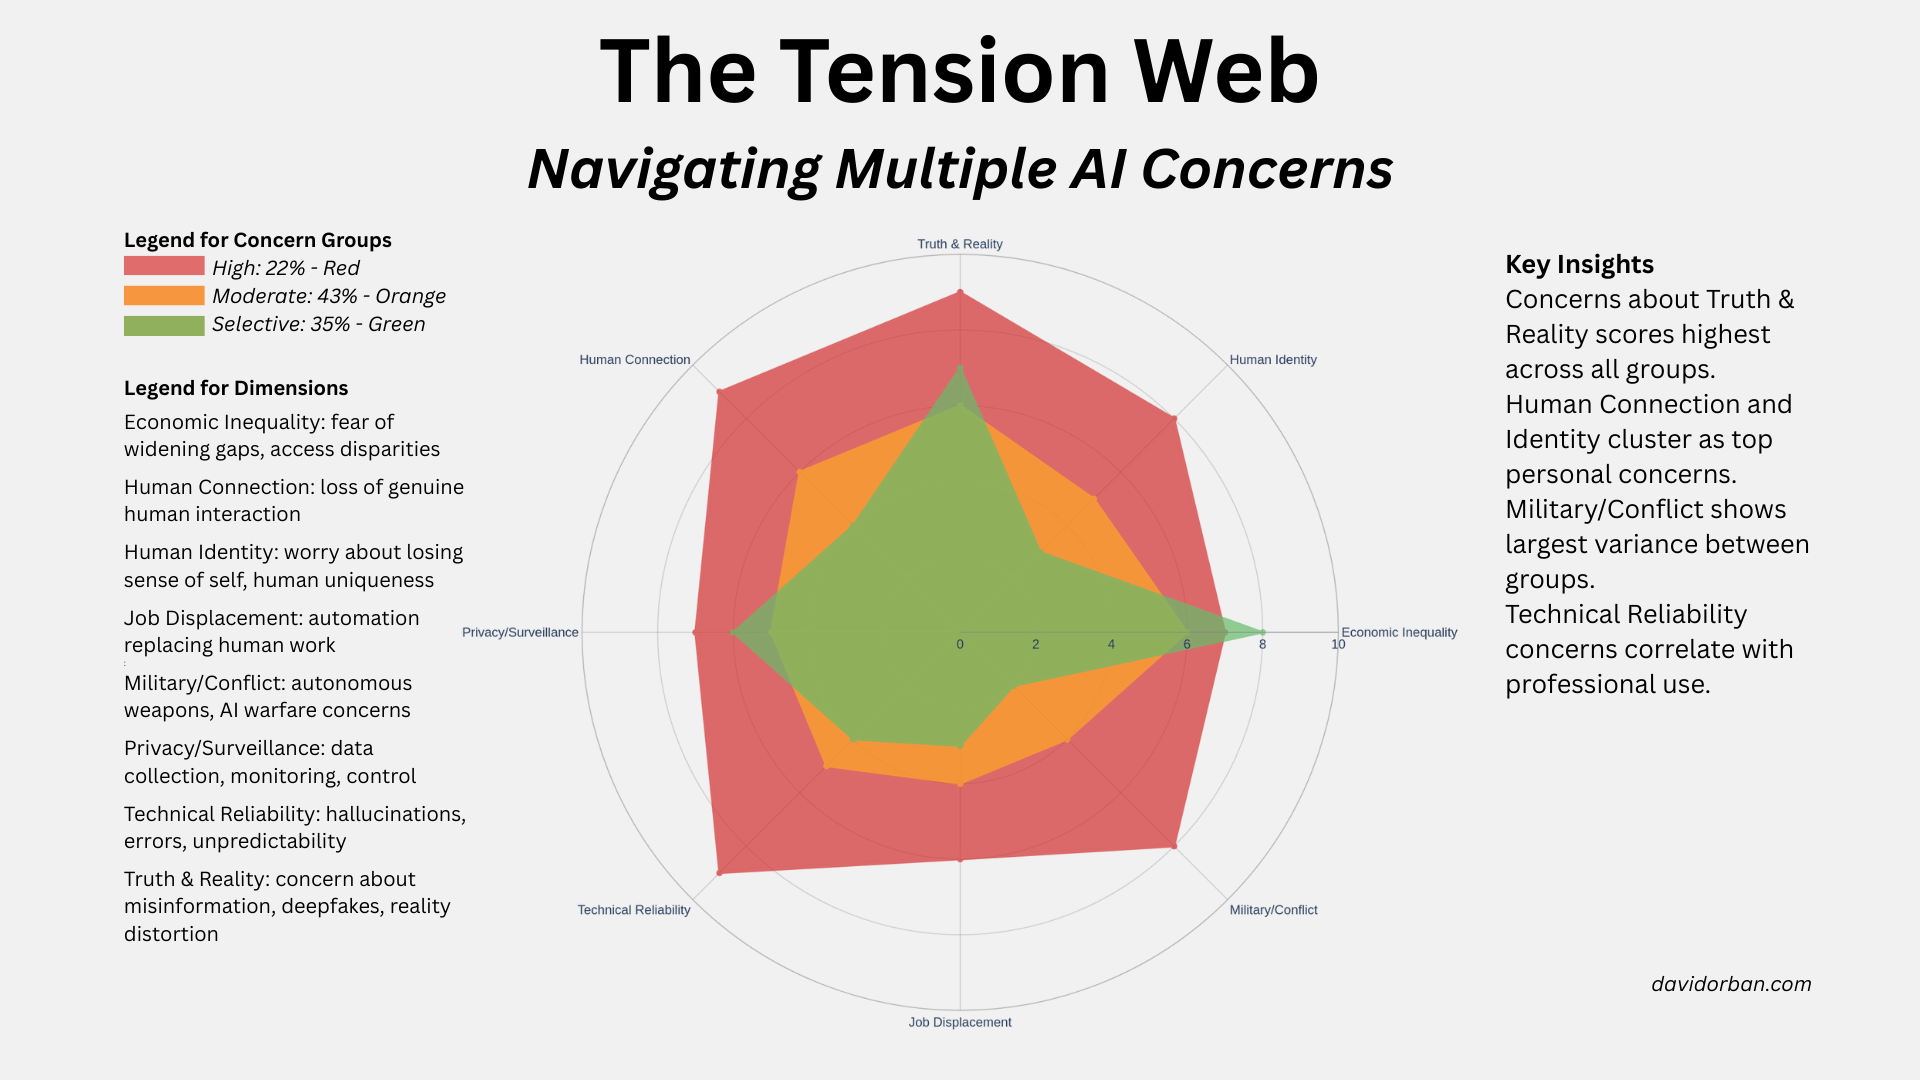 The Tension Web
Navigating Multiple AI Concerns
Legend for Concern Groups
High: 22% - Red
Moderate: 43% - Orange
Selective: 35% - Green
Legend for Dimensions
Economic Inequality: fear of
widening gaps, access disparities
Human Connection: loss of genuine
human interaction
Human Identity: worry about losing
sense of self, human uniqueness
Job Displacement: automation
replacing human work
:
Military/Conflict: autonomous
weapons, AI warfare concerns
Privacy/Surveillance: data
collection, monitoring, control
Technical Reliability: hallucinations,
errors, unpredictability
Truth & Reality: concern about
misinformation, deepfakes, reality
distortion
Truth & Reality
Human Connection
Human Identity
Privacy/Surveillance
Economic Inequality
0 2 4 6 8 10
Technical Reliability
Military/Conflict
Job Displacement
Key Insights
Concerns about Truth &
Reality scores highest
across all groups.
Human Connection and
Identity cluster as top
personal concerns.
Military/Conflict shows
largest variance between
groups.
Technical Reliability
concerns correlate with
professional use.
davidorban.com